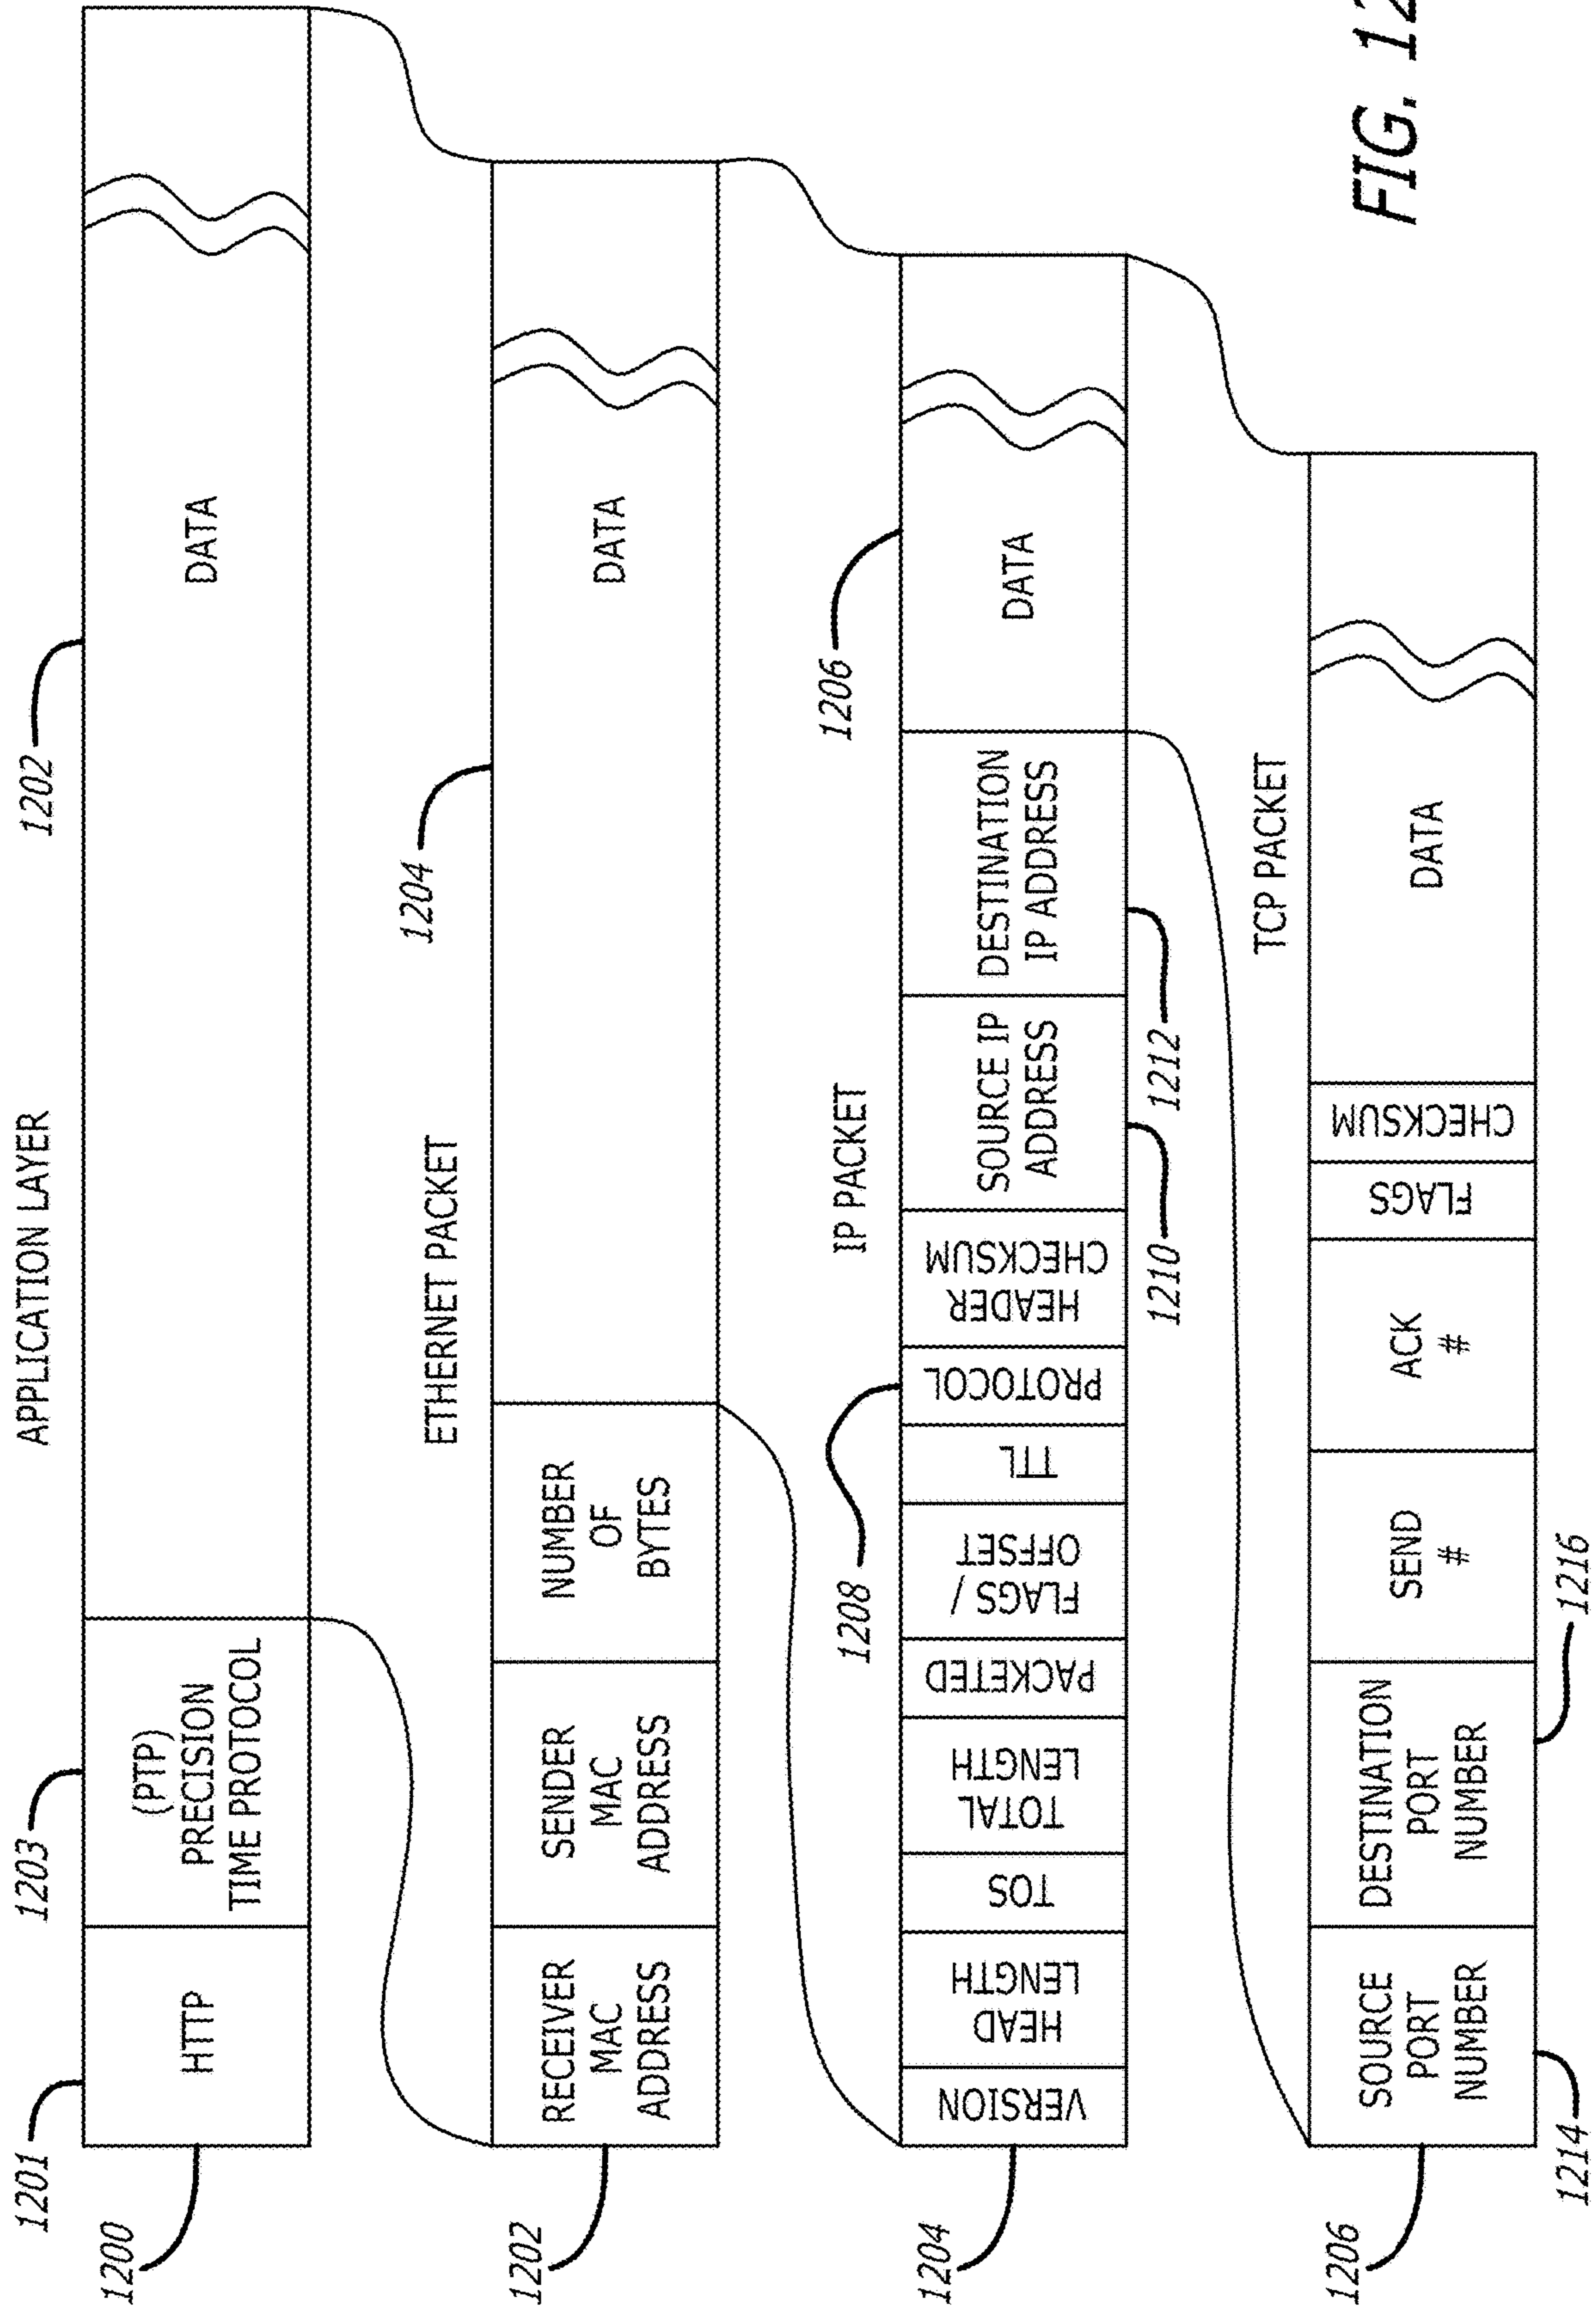 APPLICATION LAYER
1202
1203
1201
1200
HTTP
(PTP)
PRECISION
TIME PROTOCOL
DATA
ETHERNET PACKET
1204
1202
RECEIVER
MAC
ADDRESS
SENDER
MAC
ADDRESS
NUMBER
OF
BYTES
DATA
IP PACKET
1208
1206
1204
VERSION
HEAD
LENGTH
TOS
TOTAL
LENGTH
PACKETED
FLAGS /
OFFSET
TTL
PROTOCOL
HEADER
CHECKSUM
SOURCE IP
ADDRESS
DESTINATION
IP ADDRESS
DATA
1210
1212
TCP PACKET
1206
SOURCE
PORT
NUMBER
DESTINATION
PORT
NUMBER
SEND
#
ACK
#
FLAGS
CHECKSUM
DATA
1214
1216
FIG. 12